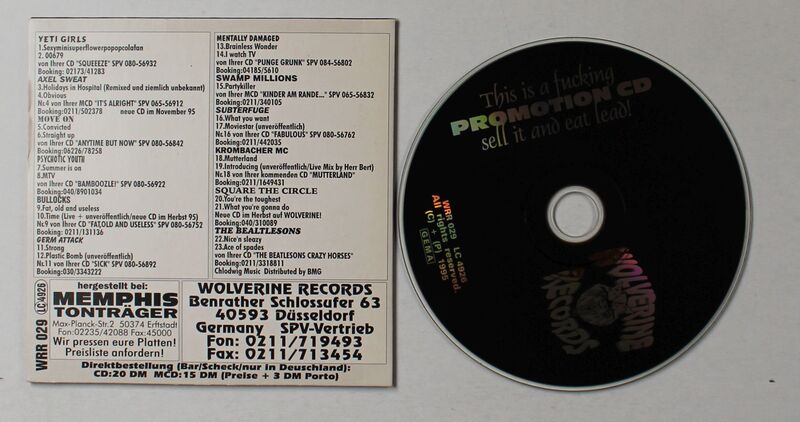 YETI GIRLS
1.Sexyminisuperflowerpopopcolafan
2. 00679
von Ihrer CD "SQUEEZE" SPV 080-56932
Booking: 02173/41283
AXEL SWEAT
3.Holidays in Hospital (Remixed und ziemlich unbekannt)
4.Obvious
Nr.4 von Ihrer MCD "IT'S ALRIGHT" SPV 065-56912
Booking:0211/502378 neue CD im November 95
MOVE ON
5.Convicted
6.Straight up
von Ihrer CD "ANYTIME BUT NOW" SPV 080-56842
Booking:06226/78258
PSYCHOTIC YOUTH
7.Summer is on
8.MTV
von Ihrer CD "BAMBOOZLE!" SPV 080-56922
Booking:040/8901034
BULLOCKS
9.Fat, old and useless
10.Time (Live + unveröffentlich/neue CD im Herbst 95)
Nr.9 von Ihrer CD "FAT,OLD AND USELESS" SPV 080-56752
Booking:0211/131136
GERM ATTACK
11.Strong
12.Plastic Bomb (unveröffentlich)
Nr.11 von Ihrer CD "SICK" SPV 080-56892
Booking:030/3343222
MENTALLY DAMAGED
13.Brainless Wonder
14.I watch TV
von Ihrer CD "PUNGE GRUNK" SPV 084-56802
Booking:04185/5610
SWAMP MILLIONS
15.Partykiller
von Ihrer MCD "KINDER AM RANDE..." SPV 065-56832
Booking:0211/340105
SUBTERFUGE
16.What you want
17.Moviestar (unveröffentlich)
Nr.16 von Ihrer CD "FABULOUS" SPV 080-56762
Booking:0211/442035
KROMBACHER MC
18.Mutterland
19.Introducing (unveröffentlich/Live Mix by Herr Bert)
Nr.18 von Ihrer kommenden CD "MUTTERLAND"
Booking:0211/1649431
SQUARE THE CIRCLE
20.You're the toughest
21.What you're gonna do
Neue CD im Herbst auf WOLVERINE!
Booking:040/310089
THE BEALTLESONS
22.Nice'n sleazy
23.Ace of spades
von Ihrer CD "THE BEATLESONS CRAZY HORSES"
Booking:0211/3318811
Chlodwig Music Distributed by BMG
WRR 029 LC 4926
hergestellt bei:
MEMPHIS
TONTRÄGER
Max-Planck-Str.2 50374 Erftstadt
Fon:02235/42088 Fax:45000
Wir pressen eure Platten!
Preisliste anfordern!
WOLVERINE RECORDS
Benrather Schlossufer 63
40593 Düsseldorf
Germany SPV-Vertrieb
Fon: 0211/719493
Fax: 0211/713454
Direktbestellung (Bar/Scheck/nur in Deuschland):
CD:20 DM MCD:15 DM (Preise + 3 DM Porto)
This is a fucking
PROMOTION CD
sell it and eat lead!
WRR 029 LC 4926
All rights reserved.
(C) + (P) 1995
GEMA
WOLVERINE
RECORDS